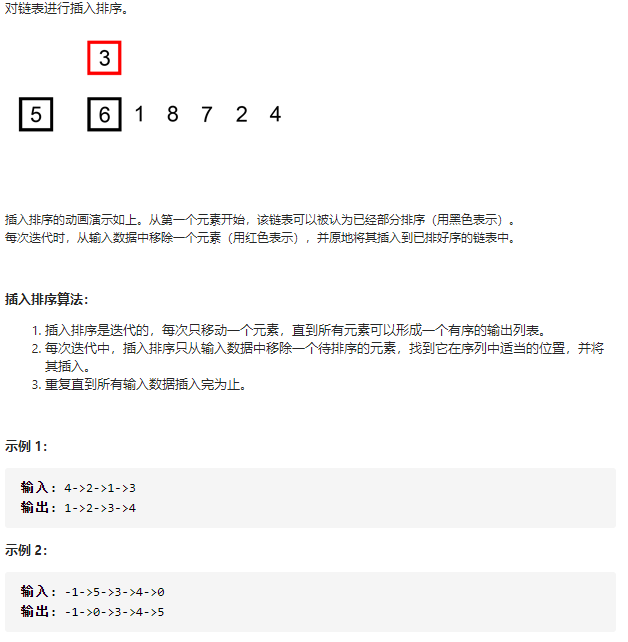 对链表进行插入排序。
3
5 6 1 8 7 2 4
插入排序的动画演示如上。从第一个元素开始，该链表可以被认为已经部分排序（用黑色表示）。
每次迭代时，从输入数据中移除一个元素（用红色表示），并原地将其插入到已排好序的链表中。
插入排序算法：
1. 插入排序是迭代的，每次只移动一个元素，直到所有元素可以形成一个有序的输出列表。
2. 每次迭代中，插入排序只从输入数据中移除一个待排序的元素，找到它在序列中适当的位置，并将
其插入。
3. 重复直到所有输入数据插入完为止。
示例 1：
输入: 4->2->1->3
输出: 1->2->3->4
示例 2：
输入: -1->5->3->4->0
输出: -1->0->3->4->5